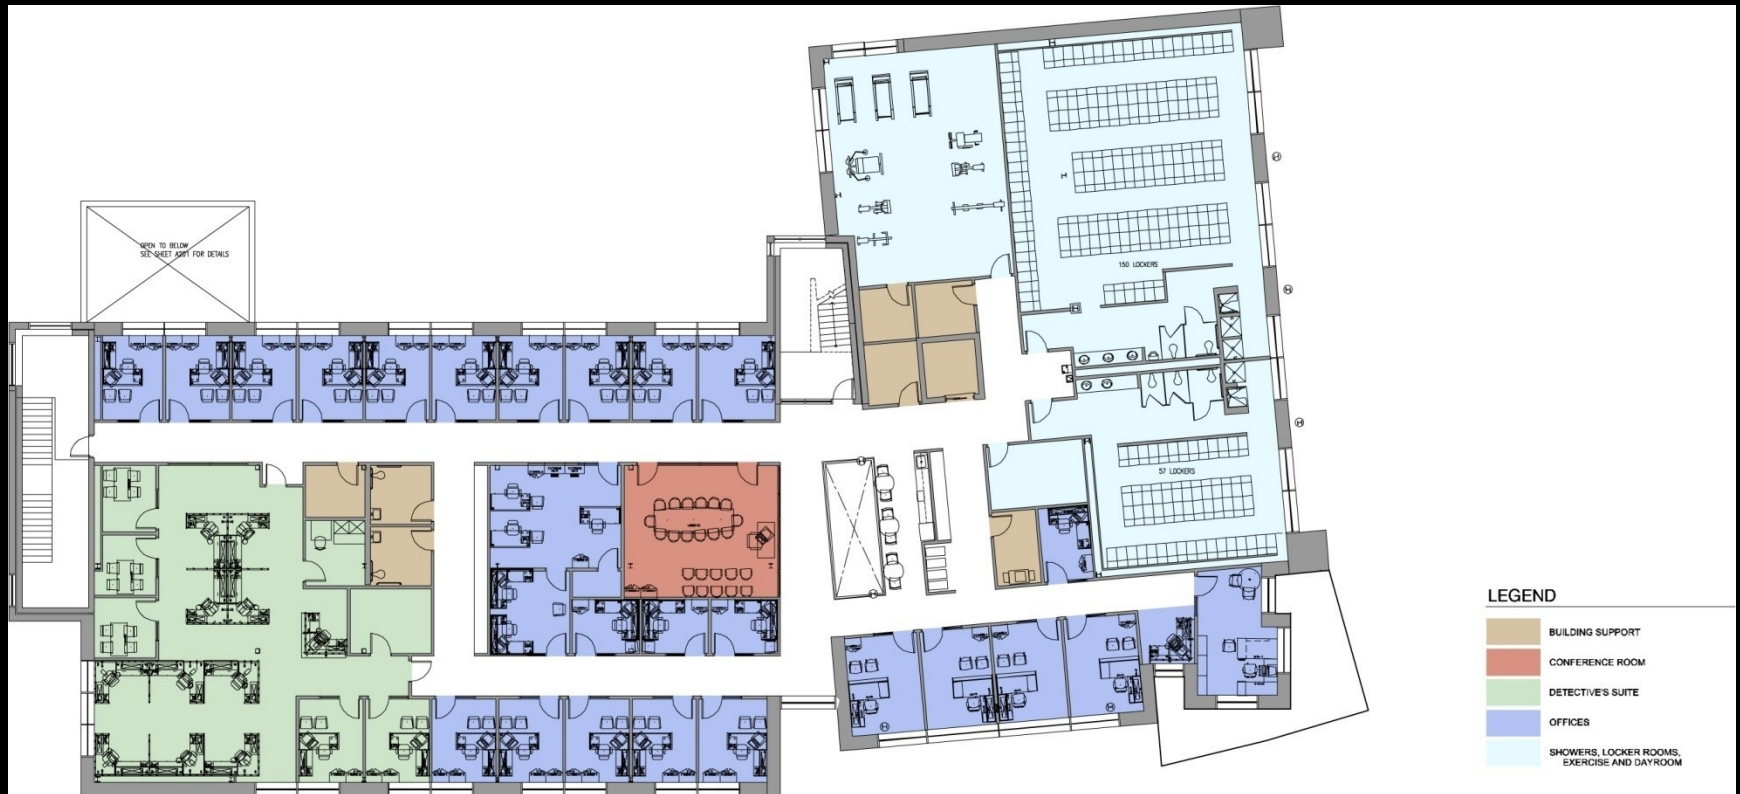 OPEN TO BELOW
SEE SHEET A201 FOR DETAILS
150 LOCKERS
57 LOCKERS
LEGEND
BUILDING SUPPORT
CONFERENCE ROOM
DETECTIVE'S SUITE
OFFICES
SHOWERS, LOCKER ROOMS,
EXERCISE AND DAYROOM